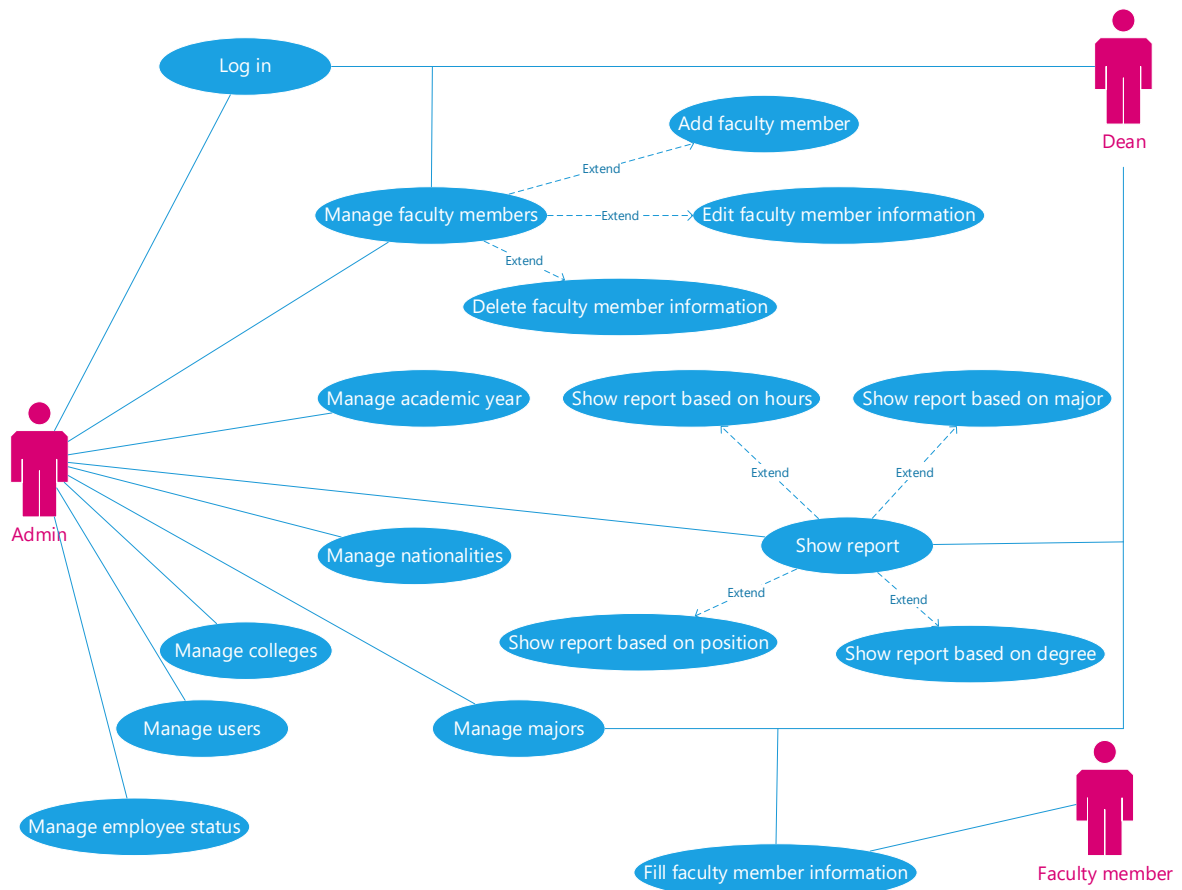 Log in
Dean
Add faculty member
Extend
Manage faculty members
Extend
Edit faculty member information
Extend
Delete faculty member information
Manage academic year
Show report based on hours
Show report based on major
Extend
Extend
Admin
Manage nationalities
Show report
Extend
Extend
Manage colleges
Show report based on position
Show report based on degree
Manage users
Manage majors
Manage employee status
Fill faculty member information
Faculty member